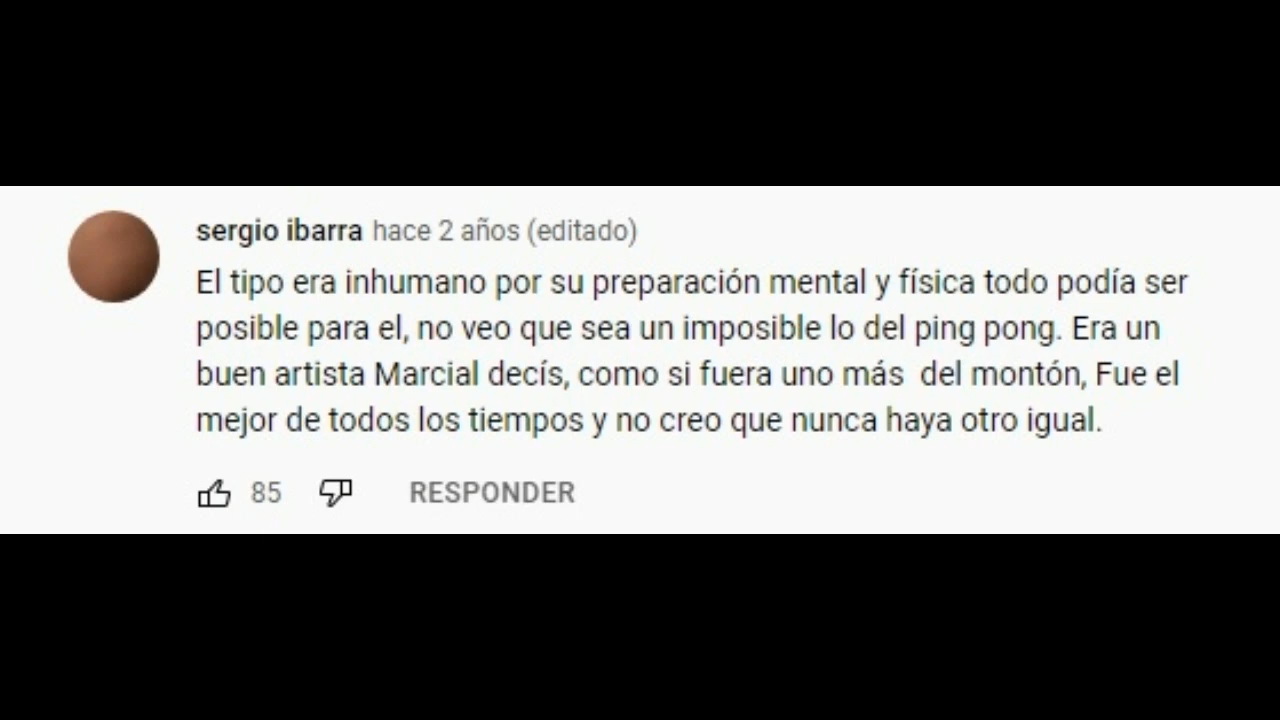 sergio ibarra hace 2 años (editado)
El tipo era inhumano por su preparación mental y física todo podía ser
posible para el, no veo que sea un imposible lo del ping pong. Era un
buen artista Marcial decís, como si fuera uno más  del montón, Fue el
mejor de todos los tiempos y no creo que nunca haya otro igual.
85 RESPONDER